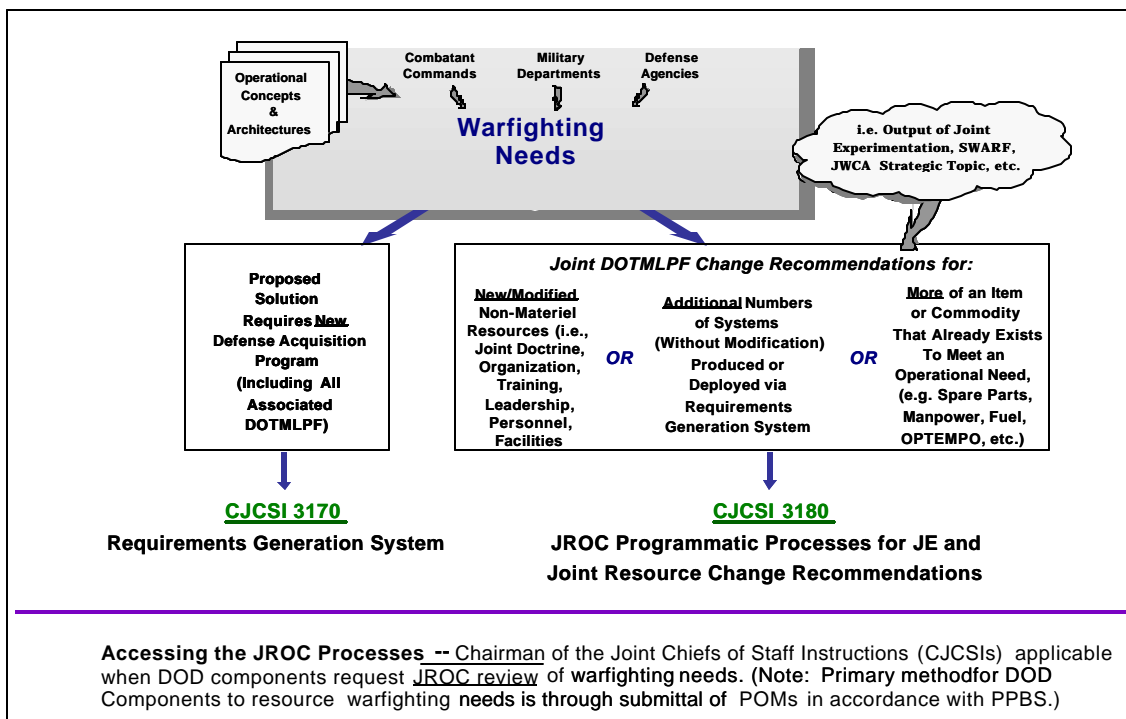 Operational
Concepts
&
Architectures
Combatant
Commands
Military
Departments
Defense
Agencies
Warfighting
Needs
i.e. Output of Joint
Experimentation, SWARF,
JWCA Strategic Topic, etc.
Proposed
Solution
Requires New
Defense Acquisition
Program
(Including All
Associated
DOTMLPF)
Joint DOTMLPF Change Recommendations for:
New/Modified
Non-Materiel
Resources (i.e.,
Joint Doctrine,
Organization,
Training,
Leadership,
Personnel,
Facilities
OR
Additional Numbers
of Systems
(Without Modification)
Produced or
Deployed via
Requirements
Generation System
OR
More of an Item
or Commodity
That Already Exists
To Meet an
Operational Need,
(e.g. Spare Parts,
Manpower, Fuel,
OPTEMPO, etc.)
CJCSI 3170
Requirements Generation System
CJCSI 3180
JROC Programmatic Processes for JE and
Joint Resource Change Recommendations
Accessing the JROC Processes -- Chairman of the Joint Chiefs of Staff Instructions (CJCSIs) applicable
when DOD components request JROC review of warfighting needs. (Note: Primary methodfor DOD
Components to resource warfighting needs is through submittal of POMs in accordance with PPBS.)